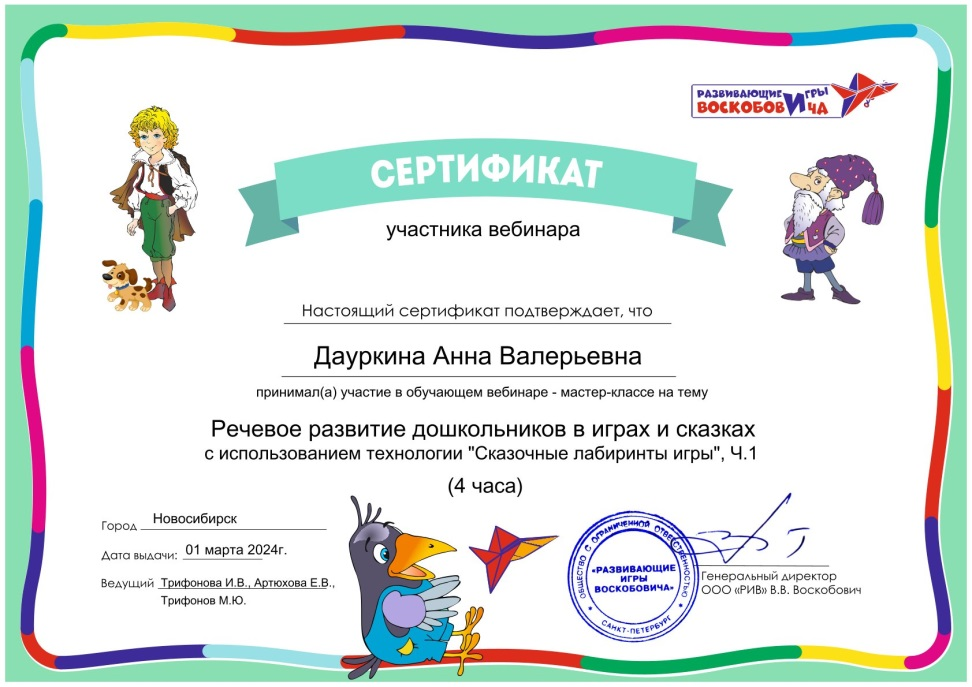 РАЗВИВАЮЩИЕ ИГРЫ
ВОСКОБОВИЧА
СЕРТИФИКАТ
участника вебинара
Настоящий сертификат подтверждает, что
Дауркина Анна Валерьевна
принимал(а) участие в обучающем вебинаре - мастер-классе на тему
Речевое развитие дошкольников в играх и сказках
с использованием технологии "Сказочные лабиринты игры", Ч.1
(4 часа)
Город Новосибирск
Дата выдачи: 01 марта 2024г.
Ведущий Трифонова И.В., Артюхова Е.В.,
Трифонов М.Ю.
ОБЩЕСТВО С ОГРАНИЧЕННОЙ ОТВЕТСТВЕННОСТЬЮ
«РАЗВИВАЮЩИЕ
ИГРЫ
ВОСКОБОВИЧА»
САНКТ-ПЕТЕРБУРГ
Генеральный директор
ООО «РИВ» В.В. Воскобович